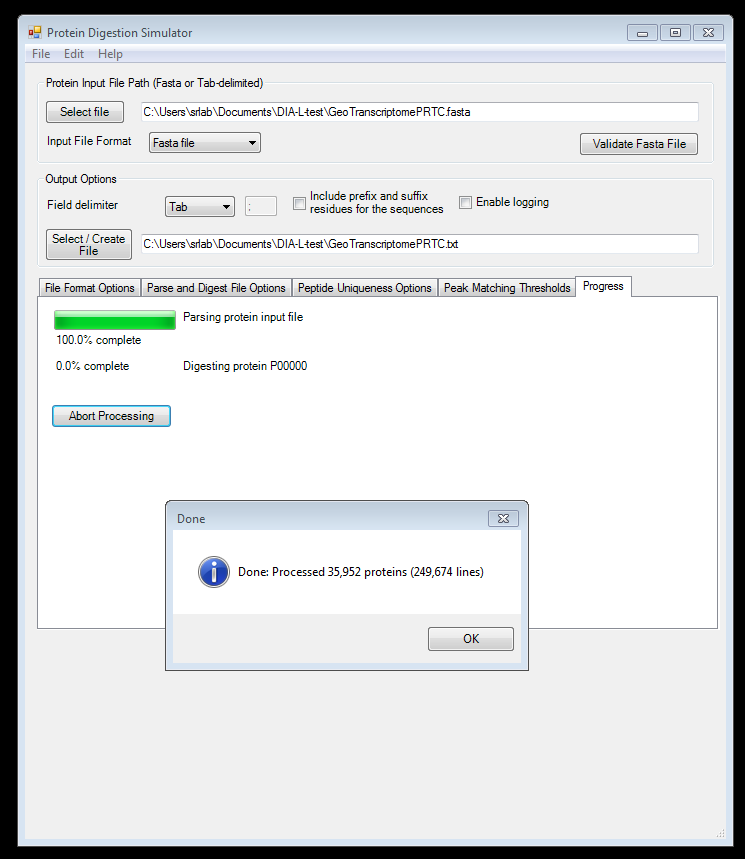 Protein Digestion Simulator
File Edit Help
Protein Input File Path (Fasta or Tab-delimited)
Select file C:\Users\srlab\Documents\DIA-L-test\GeoTranscriptomePRTC.fasta
Input File Format Fasta file Validate Fasta File
Output Options
Field delimiter Tab ; Include prefix and suffix
residues for the sequences Enable logging
Select / Create
File C:\Users\srlab\Documents\DIA-L-test\GeoTranscriptomePRTC.txt
File Format Options Parse and Digest File Options Peptide Uniqueness Options Peak Matching Thresholds Progress
Parsing protein input file
100.0% complete
0.0% complete Digesting protein P00000
Abort Processing
Done
Done: Processed 35,952 proteins (249,674 lines)
OK